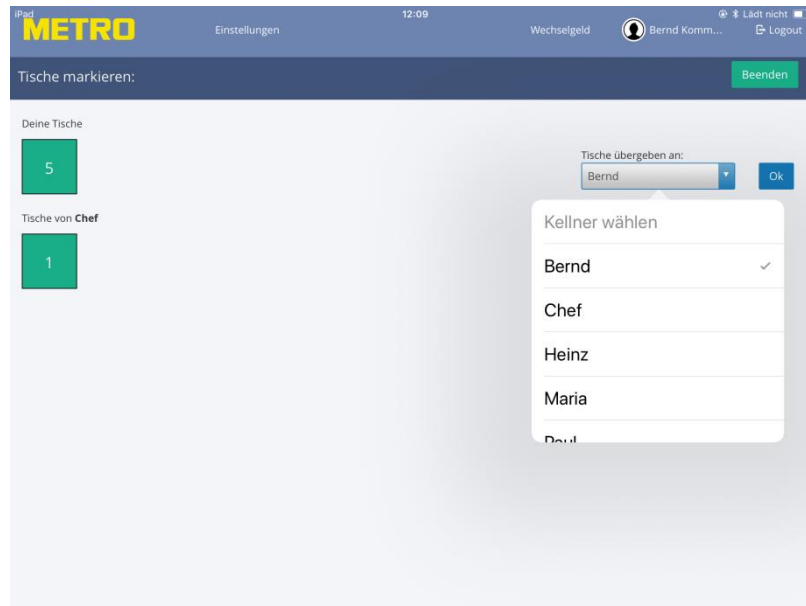 iPad
12:09
Lädt nicht
METRO
Einstellungen
Wechselgeld
Bernd Komm...
Logout
Tische markieren:
Beenden
Deine Tische
5
Tische übergeben an:
Bernd
Ok
Tische von Chef
1
Kellner wählen
Bernd
Chef
Heinz
Maria
Paul